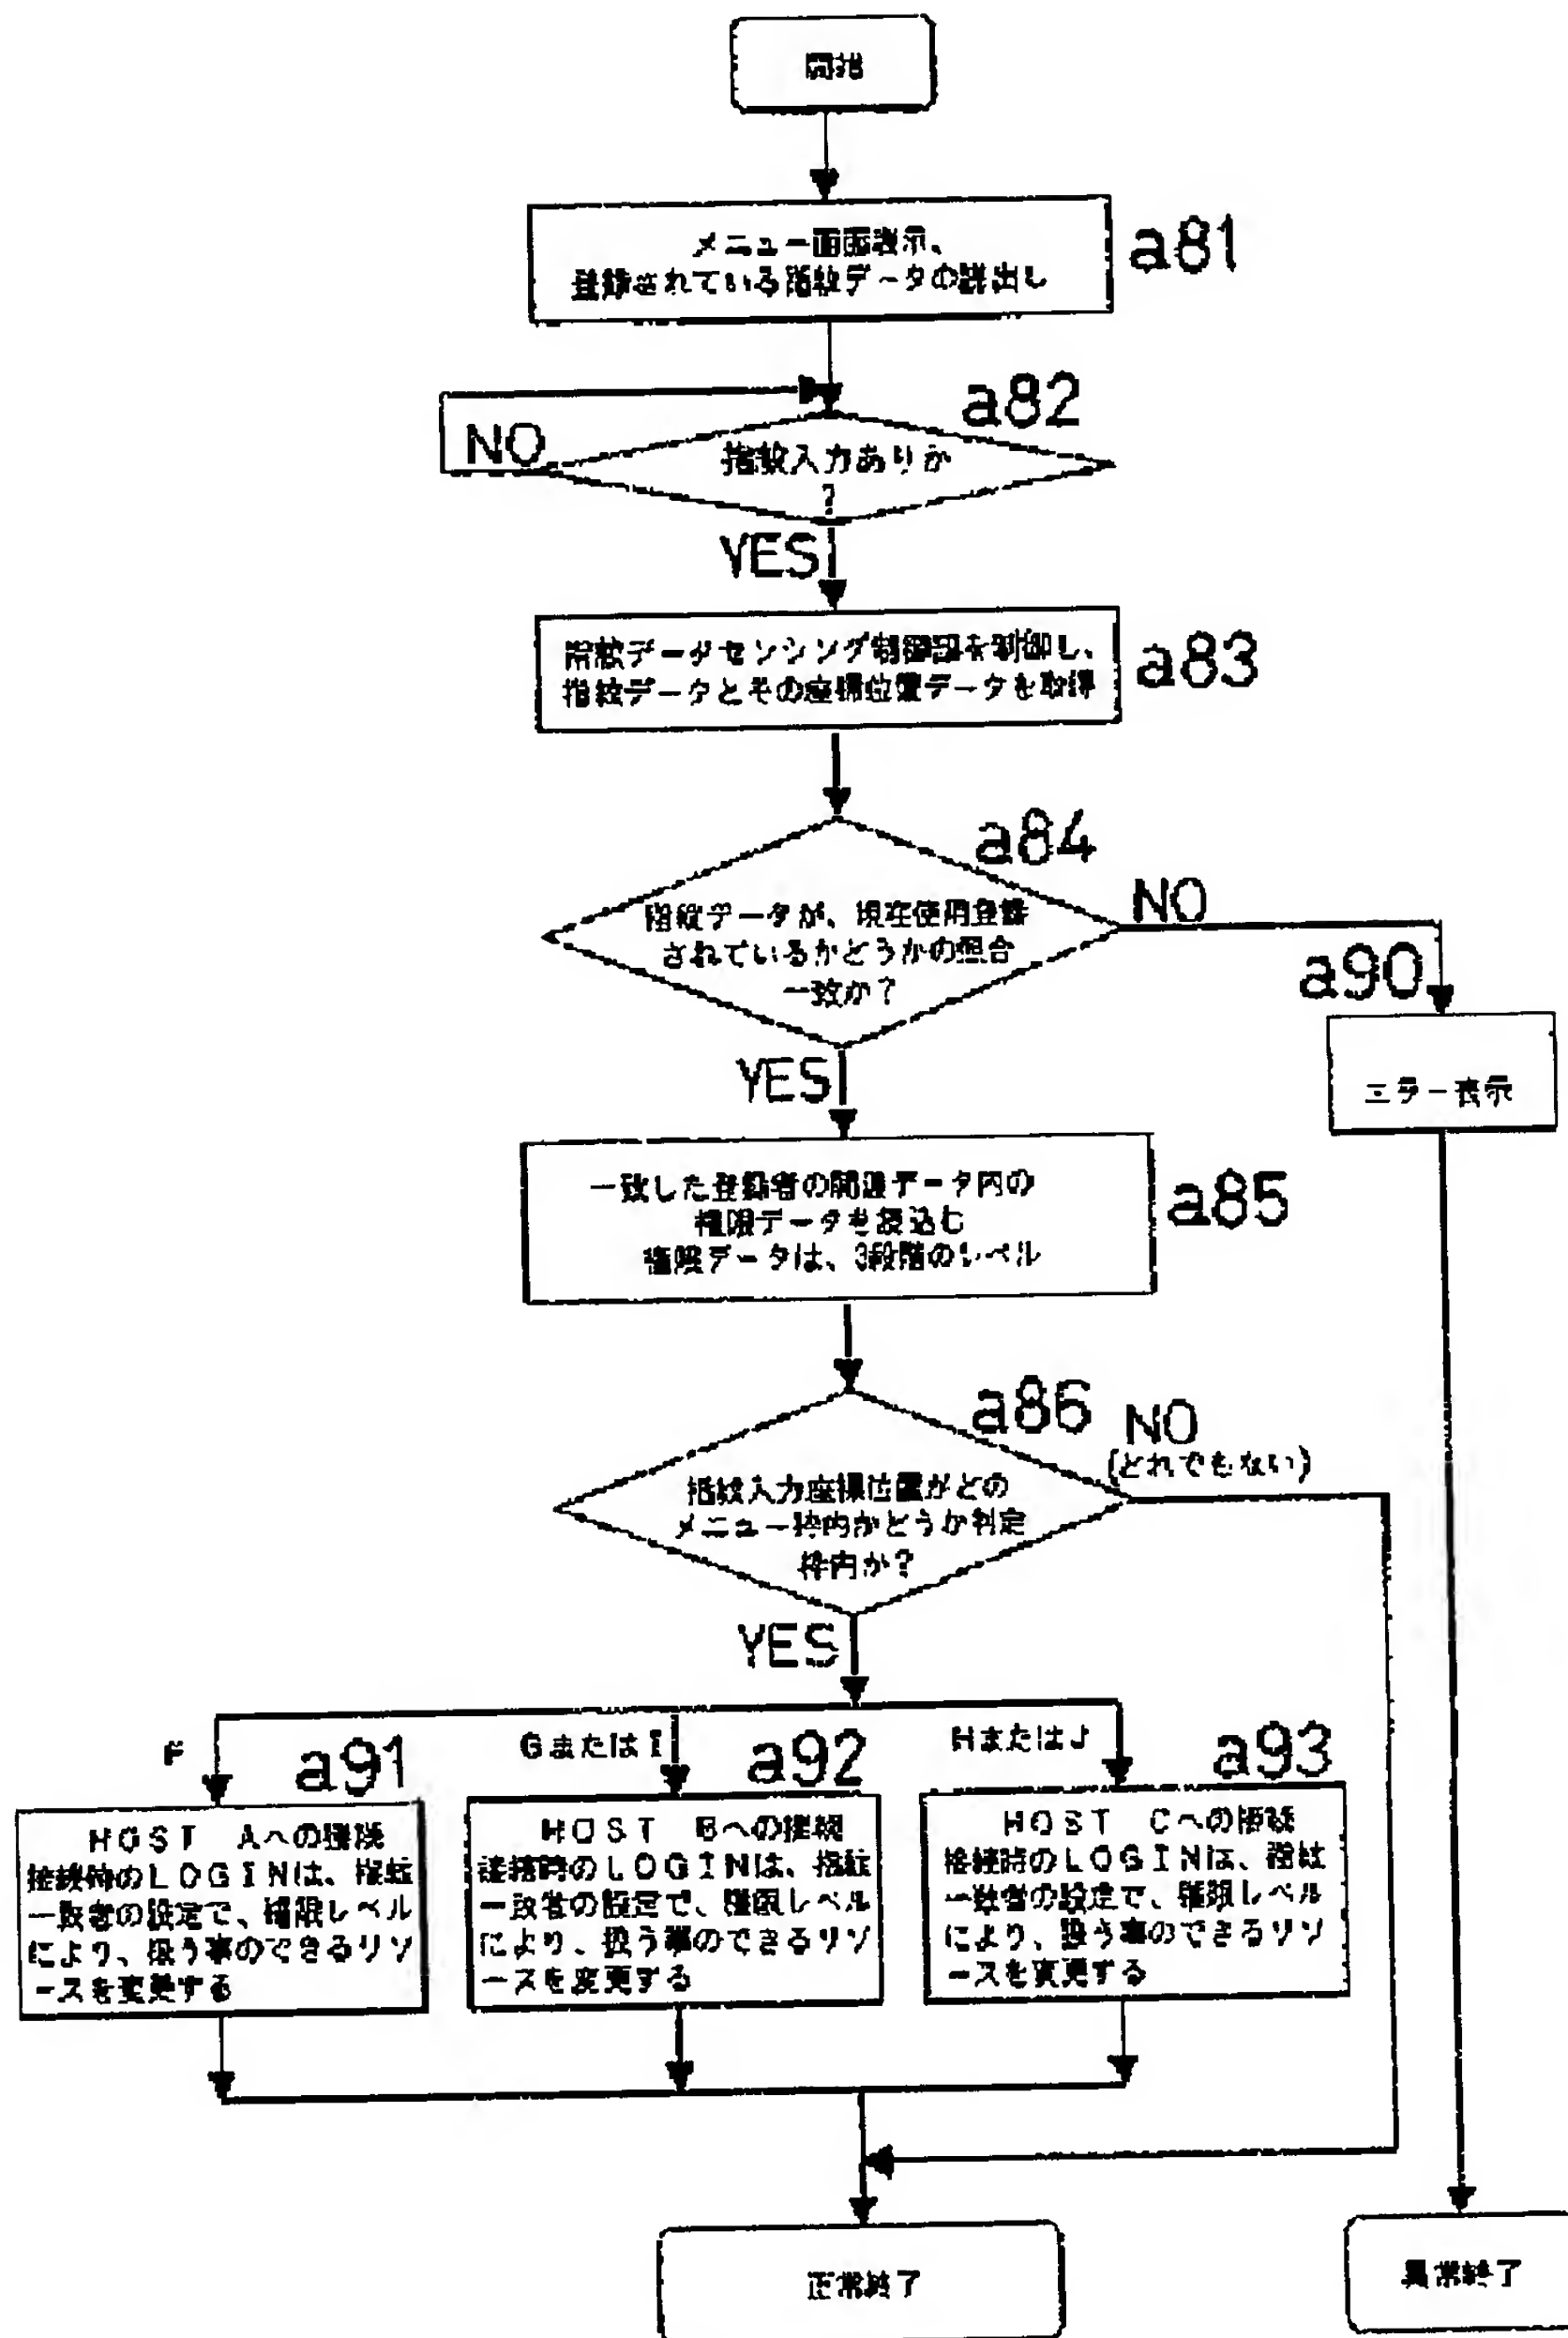 開始
メニュー画面表示、
登録されている指紋データの読出し
a81
a82
NO
指紋入力ありか
?
YES
指紋データセンシング制御部を制御し、
指紋データとその座標位置データを取得
a83
a84
指紋データが、現在使用登録
されているかどうかの照合
一致か?
NO
a90
YES
エラー表示
一致した登録者の関連データ内の
権限データを読込む
権限データは、3段階のレベル
a85
a86
NO
(どれでもない)
指紋入力座標位置がどの
メニュー枠内かどうか判定
枠内か?
YES
F
a91
GまたはI
a92
HまたはJ
a93
HOST Aへの接続
接続時のLOGINは、指紋
一致者の設定で、権限レベル
により、扱う事のできるリソ
ースを変更する
HOST Bへの接続
接続時のLOGINは、指紋
一致者の設定で、権限レベル
により、扱う事のできるリソ
ースを変更する
HOST Cへの接続
接続時のLOGINは、指紋
一致者の設定で、権限レベル
により、扱う事のできるリソ
ースを変更する
正常終了
異常終了